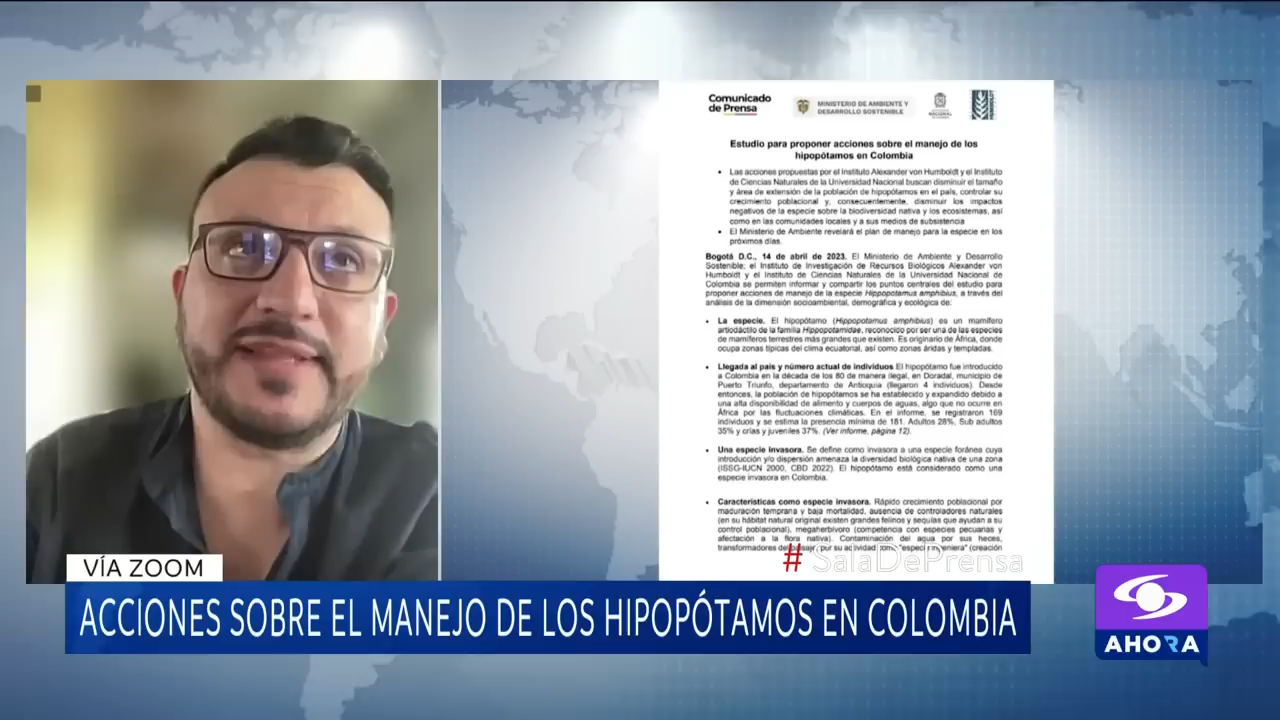 Comunicado
de Prensa
MINISTERIO DE AMBIENTE Y
DESARROLLO SOSTENIBLE
Estudio para proponer acciones sobre el manejo de los
hipopótamos en Colombia
• Las acciones propuestas por el Instituto Alexander von Humboldt y el Instituto
de Ciencias Naturales de la Universidad Nacional buscan disminuir el tamaño
y área de extensión de la población de hipopótamos en el país, controlar su
crecimiento poblacional y, consecuentemente, disminuir los impactos
negativos de la especie sobre la biodiversidad nativa y los ecosistemas, así
como en las comunidades locales y a sus medios de subsistencia
• El Ministerio de Ambiente revelará el plan de manejo para la especie en los
próximos días.
Bogotá D.C., 14 de abril de 2023. El Ministerio de Ambiente y Desarrollo
Sostenible; el Instituto de Investigación de Recursos Biológicos Alexander von
Humboldt y el Instituto de Ciencias Naturales de la Universidad Nacional de
Colombia se permiten informar y compartir los puntos centrales del estudio para
proponer acciones de manejo de la especie Hippopotamus amphibius, a través del
análisis de la dimensión socioambiental, demográfica y ecológica de:
• La especie. El hipopótamo (Hippopotamus amphibius) es un mamífero
artiodáctilo de la familia Hippopotamidae, reconocido por ser una de las especies
de mamíferos terrestres más grandes que existen. Es originario de África, donde
ocupa zonas típicas del clima ecuatorial, así como zonas áridas y templadas.
• Llegada al país y número actual de individuos El hipopótamo fue introducido
a Colombia en la década de los 80 de manera ilegal, en Doradal, municipio de
Puerto Triunfo, departamento de Antioquia (llegaron 4 individuos). Desde
entonces, la población de hipopótamos se ha establecido y expandido debido a
una alta disponibilidad de alimento y cuerpos de aguas, algo que no ocurre en
África por las fluctuaciones climáticas. En el informe, se registraron 169
individuos y se estima la presencia mínima de 181. Adultos 28%, Sub adultos
35% y crías y juveniles 37%. (Ver informe, página 12).
• Una especie invasora. Se define como invasora a una especie foránea cuya
introducción y/o dispersión amenaza la diversidad biológica nativa de una zona
(ISSG-IUCN 2000, CBD 2022). El hipopótamo está considerado como una
especie invasora en Colombia.
• Características como especie invasora. Rápido crecimiento poblacional por
maduración temprana y baja mortalidad, ausencia de controladores naturales
(en su hábitat natural original existen grandes felinos y sequías que ayudan a su
control poblacional), megaherbívoro (competencia con especies pecuarias y
afectación a la flora nativa). Contaminación del agua por sus heces,
transformadores del paisaje, por su actividad como "especie ingeniera" (creación
# SalaDePrensa
VÍA ZOOM
ACCIONES SOBRE EL MANEJO DE LOS HIPOPÓTAMOS EN COLOMBIA
AHORA